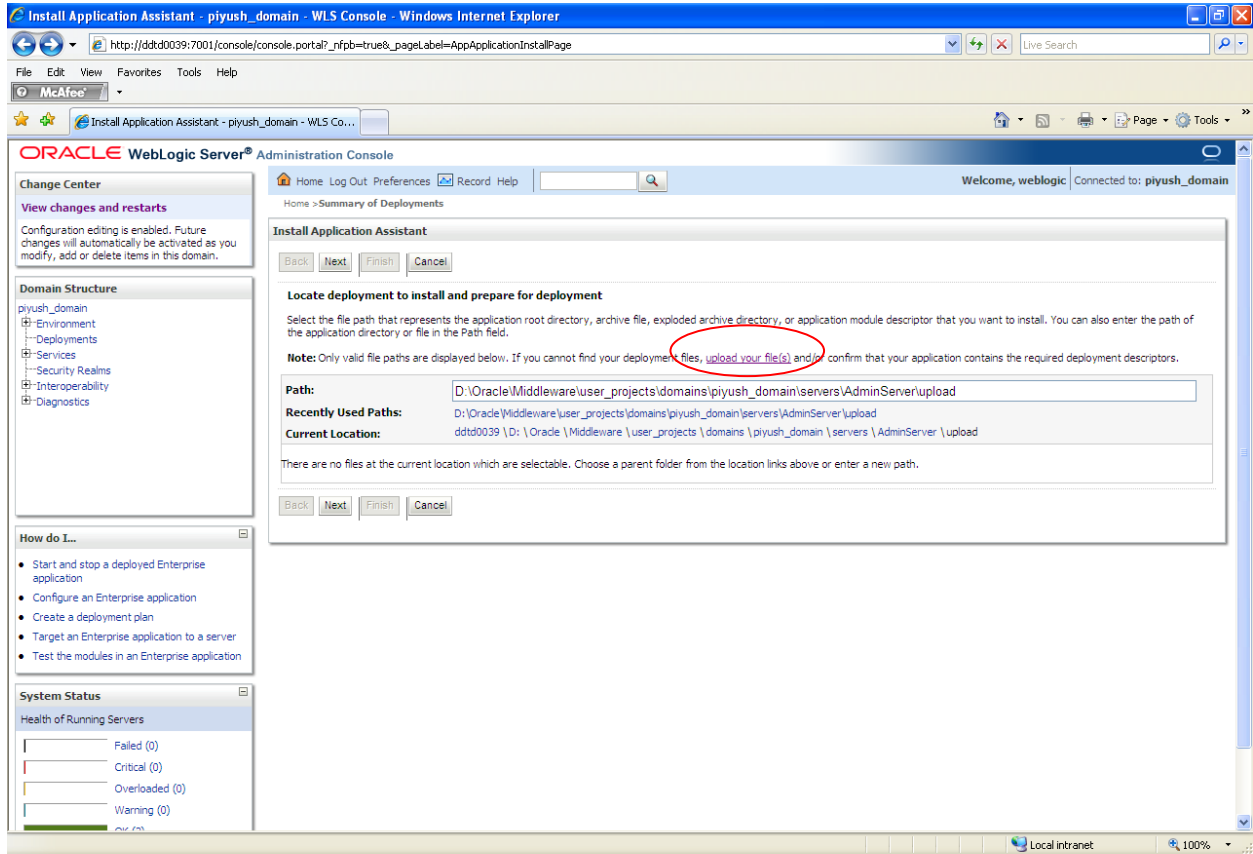 Install Application Assistant - piyush_domain - WLS Console - Windows Internet Explorer
http://ddtd0039:7001/console/console.portal?_nfpb=true&_pageLabel=AppApplicationInstallPage
Live Search
File Edit View Favorites Tools Help
McAfee
Install Application Assistant - piyush_domain - WLS Co...
Page Tools
ORACLE WebLogic Server® Administration Console
Change Center
View changes and restarts
Configuration editing is enabled. Future
changes will automatically be activated as you
modify, add or delete items in this domain.
Domain Structure
piyush_domain
Environment
Deployments
Services
Security Realms
Interoperability
Diagnostics
How do I...
Start and stop a deployed Enterprise
application
Configure an Enterprise application
Create a deployment plan
Target an Enterprise application to a server
Test the modules in an Enterprise application
System Status
Health of Running Servers
Failed (0)
Critical (0)
Overloaded (0)
Warning (0)
Home Log Out Preferences Record Help
Welcome, weblogic Connected to: piyush_domain
Home >Summary of Deployments
Install Application Assistant
Back Next Finish Cancel
Locate deployment to install and prepare for deployment
Select the file path that represents the application root directory, archive file, exploded archive directory, or application module descriptor that you want to install. You can also enter the path of
the application directory or file in the Path field.
Note: Only valid file paths are displayed below. If you cannot find your deployment files, upload your file(s) and/or confirm that your application contains the required deployment descriptors.
Path: D:\Oracle\Middleware\user_projects\domains\piyush_domain\servers\AdminServer\upload
Recently Used Paths: D:\Oracle\Middleware\user_projects\domains\piyush_domain\servers\AdminServer\upload
Current Location: ddtd0039 \D: \ Oracle \ Middleware \ user_projects \ domains \ piyush_domain \ servers \ AdminServer \ upload
There are no files at the current location which are selectable. Choose a parent folder from the location links above or enter a new path.
Back Next Finish Cancel
Local intranet 100%